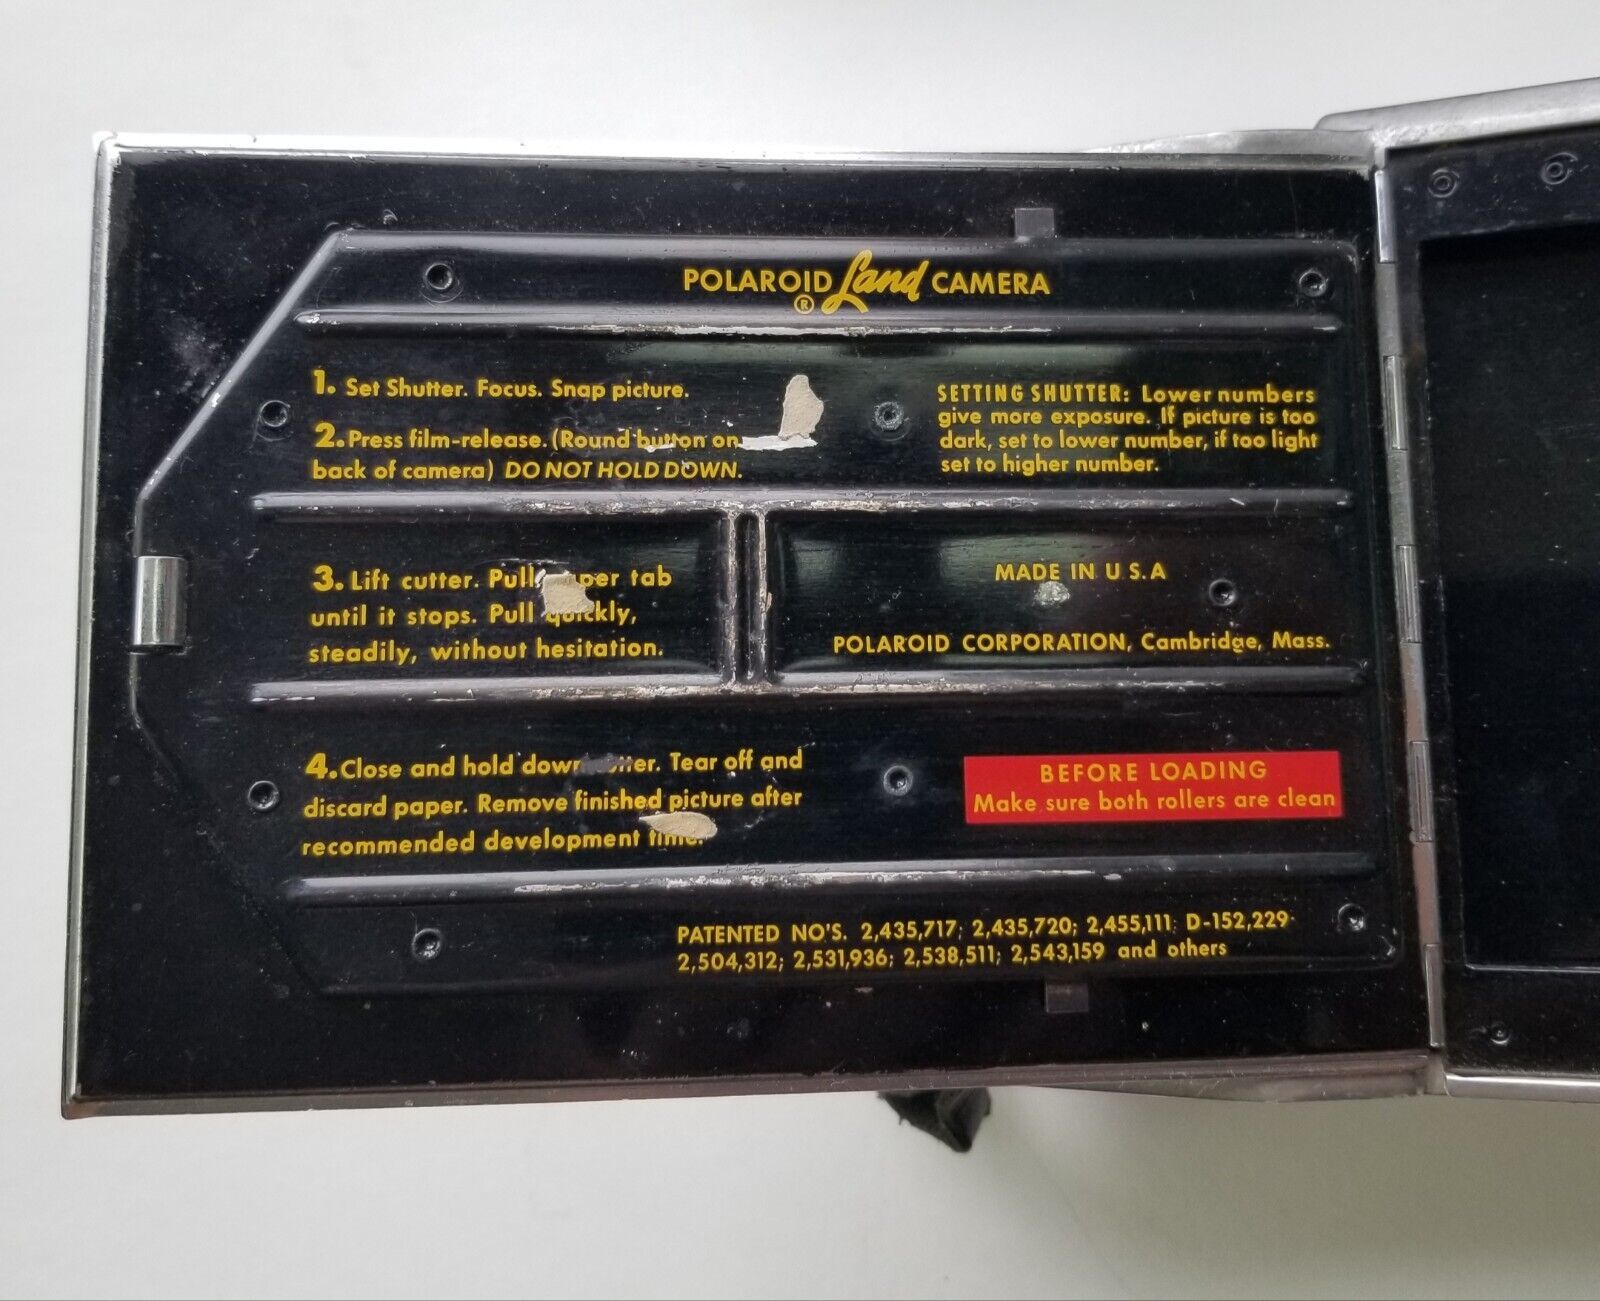 POLAROID Land CAMERA
®
1. Set Shutter. Focus. Snap picture.
2. Press film-release. (Round button on
back of camera) DO NOT HOLD DOWN.
SETTING SHUTTER: Lower numbers
give more exposure. If picture is too
dark, set to lower number, if too light
set to higher number.
3. Lift cutter. Pull paper tab
until it stops. Pull quickly,
steadily, without hesitation.
MADE IN U.S.A
POLAROID CORPORATION, Cambridge, Mass.
4. Close and hold down cutter. Tear off and
discard paper. Remove finished picture after
recommended development time.
BEFORE LOADING
Make sure both rollers are clean
PATENTED NO'S. 2,435,717; 2,435,720; 2,455,111; D-152,229
2,504,312; 2,531,936; 2,538,511; 2,543,159 and others